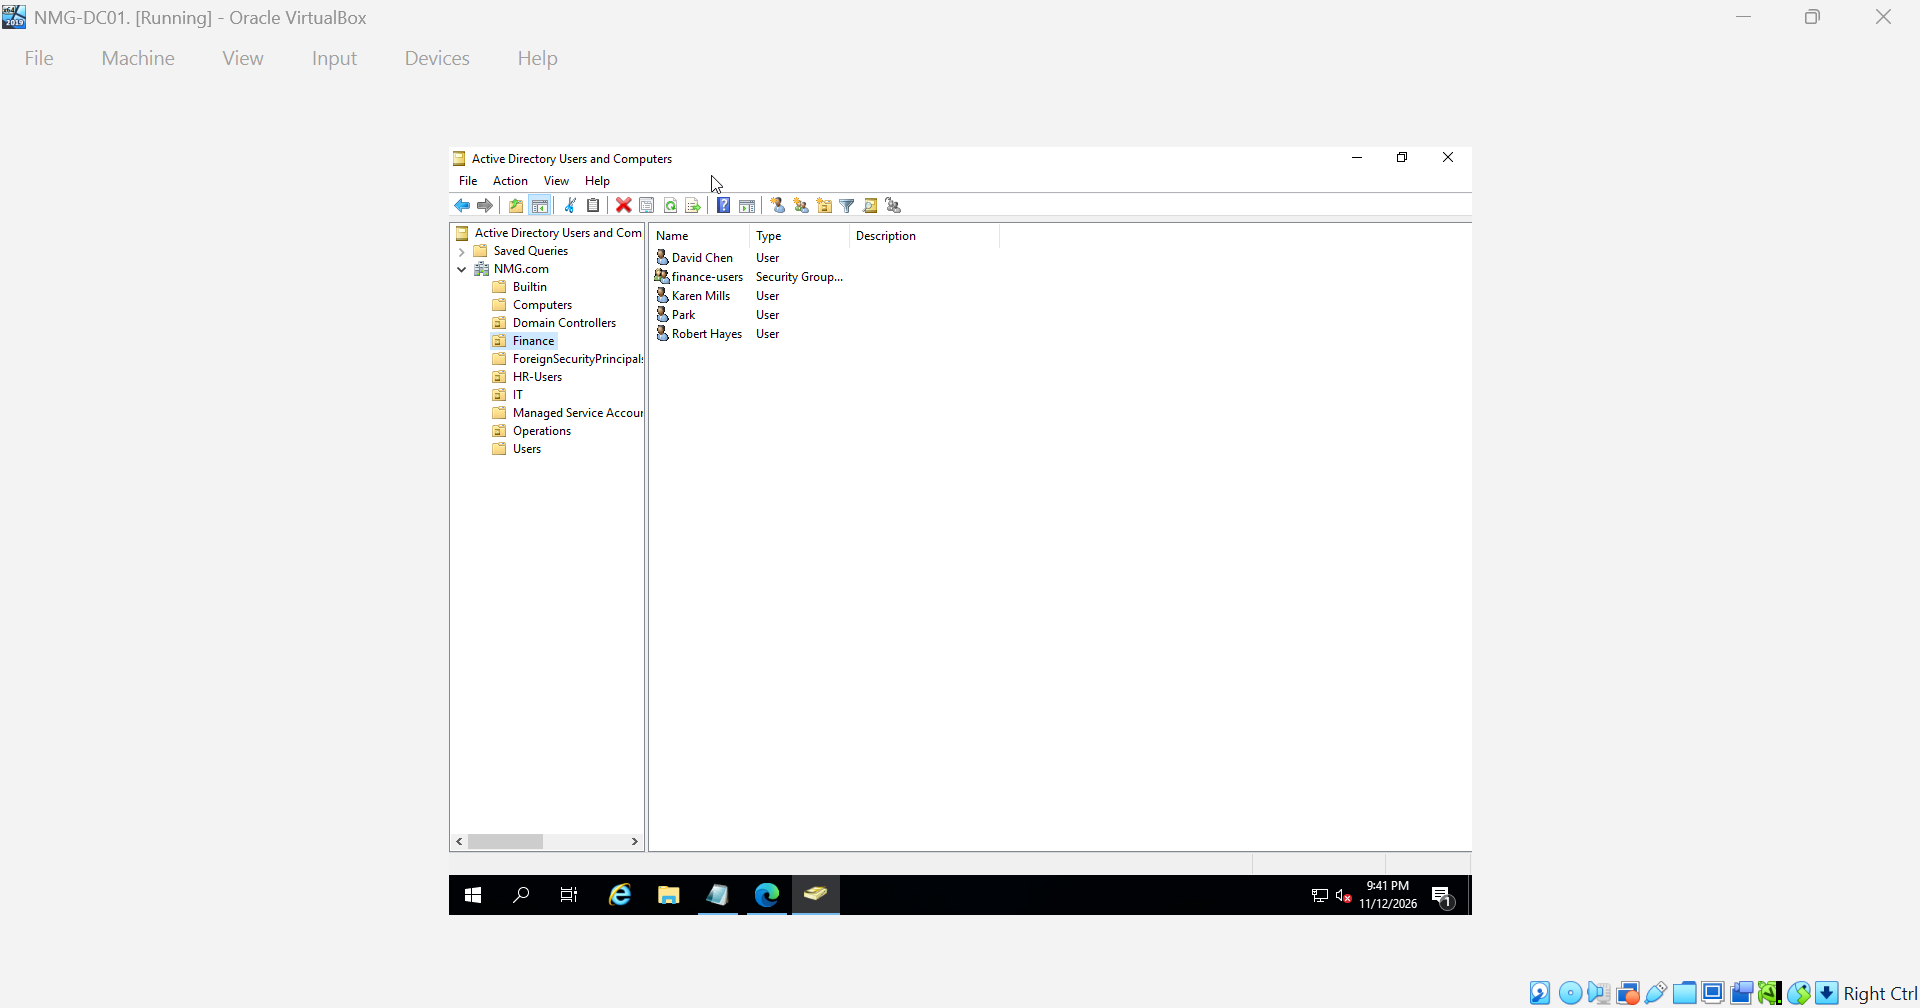 NMG-DC01. [Running] - Oracle VirtualBox
File Machine View Input Devices Help
Active Directory Users and Computers
File Action View Help
Active Directory Users and Com
Saved Queries
NMG.com
Builtin
Computers
Domain Controllers
Finance
ForeignSecurityPrincipals
HR-Users
IT
Managed Service Accour
Operations
Users
Name Type Description
David Chen User
finance-users Security Group...
Karen Mills User
Park User
Robert Hayes User
9:41 PM
11/12/2026
1
Right Ctrl